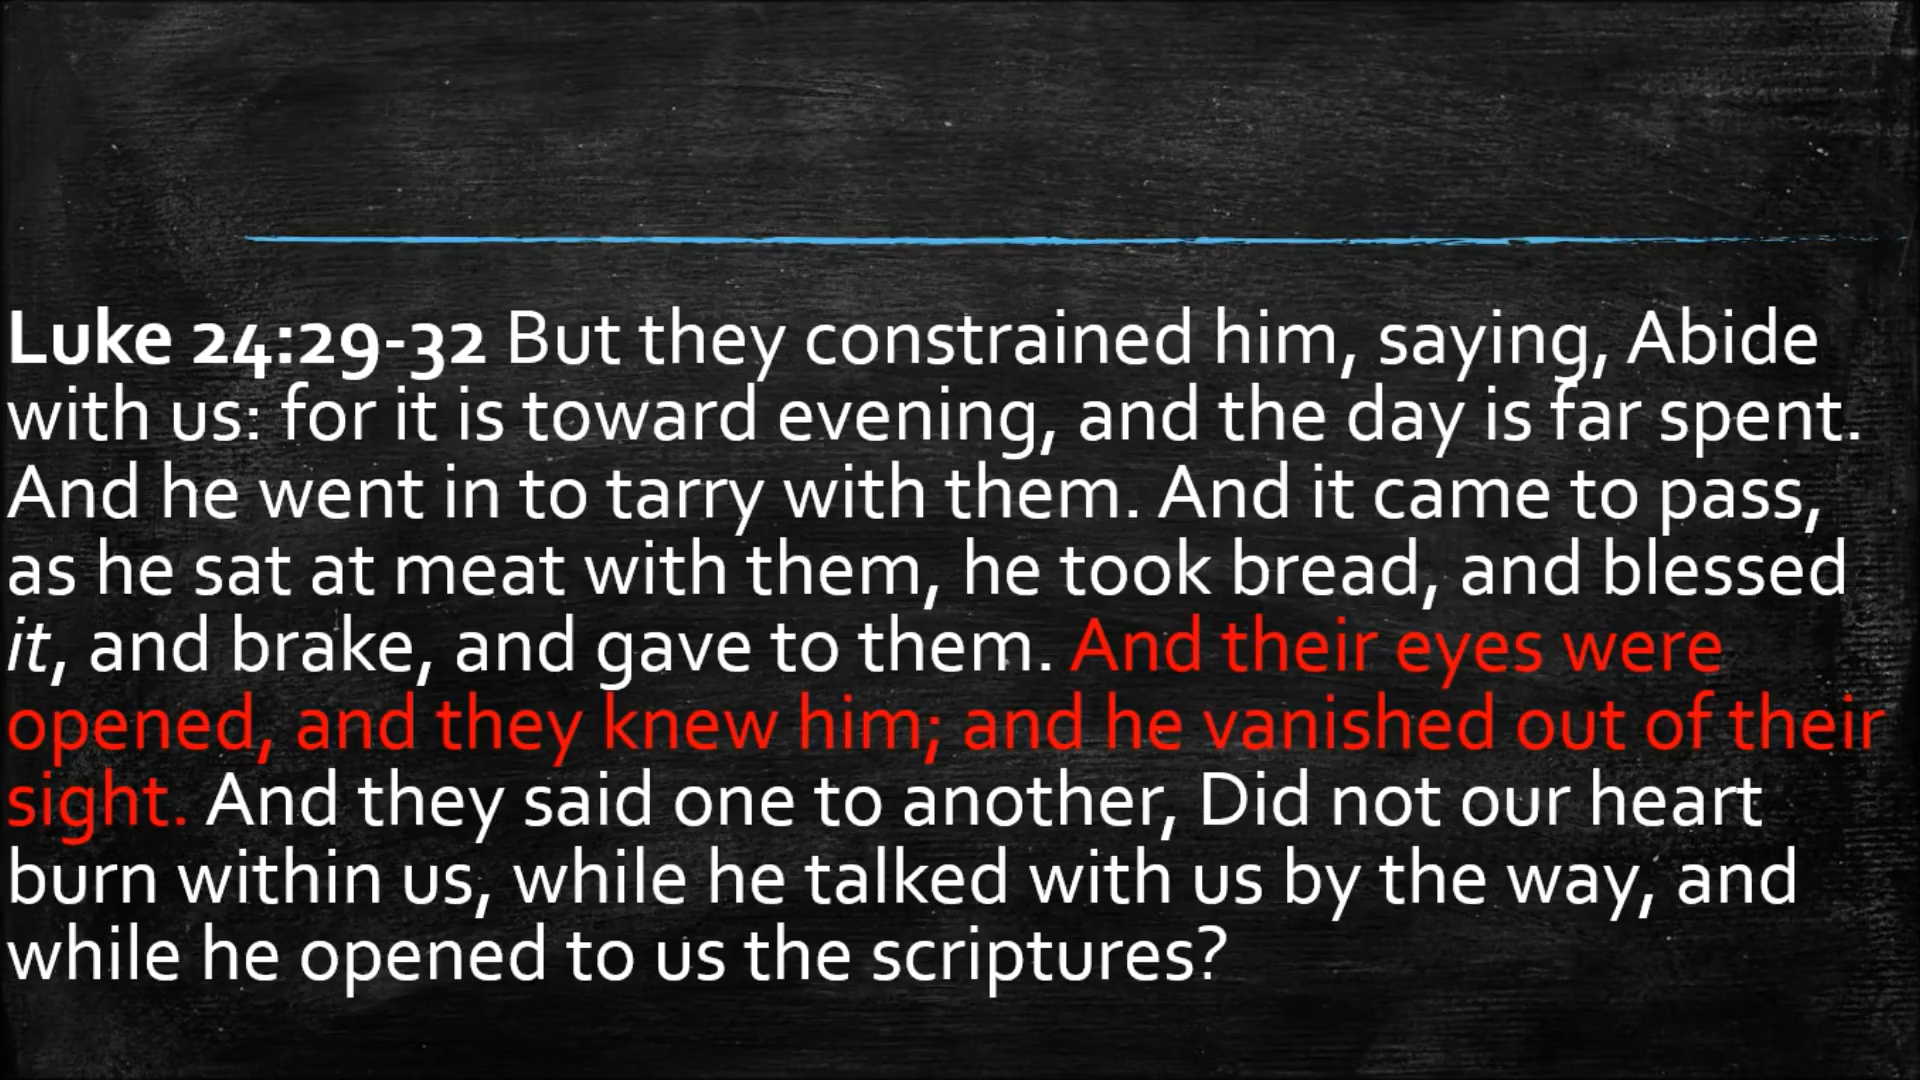 Luke 24:29-32 But they constrained him, saying, Abide
with us: for it is toward evening, and the day is far spent.
And he went in to tarry with them. And it came to pass,
as he sat at meat with them, he took bread, and blessed
it, and brake, and gave to them. And their eyes were
opened, and they knew him; and he vanished out of their
sight. And they said one to another, Did not our heart
burn within us, while he talked with us by the way, and
while he opened to us the scriptures?